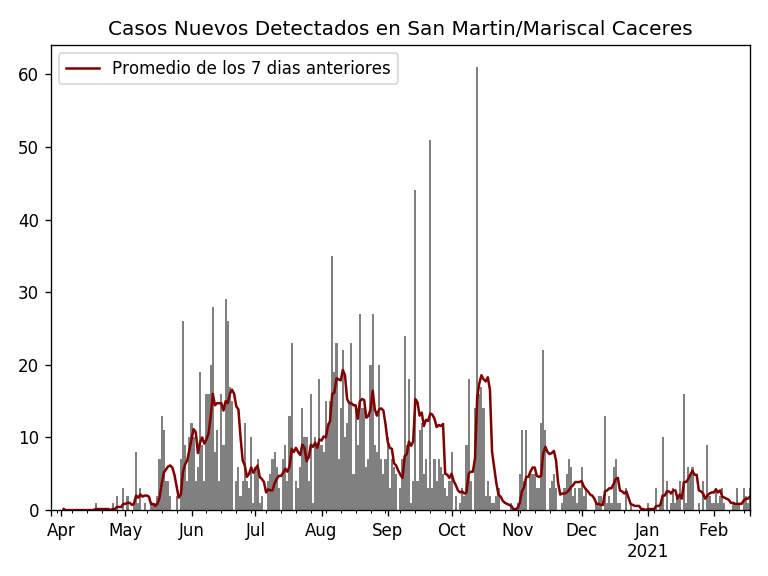 Casos Nuevos Detectados en San Martin/Mariscal Caceres
Promedio de los 7 dias anteriores
60
50
40
30
20
10
0
Apr May Jun Jul Aug Sep Oct Nov Dec Jan Feb
2021